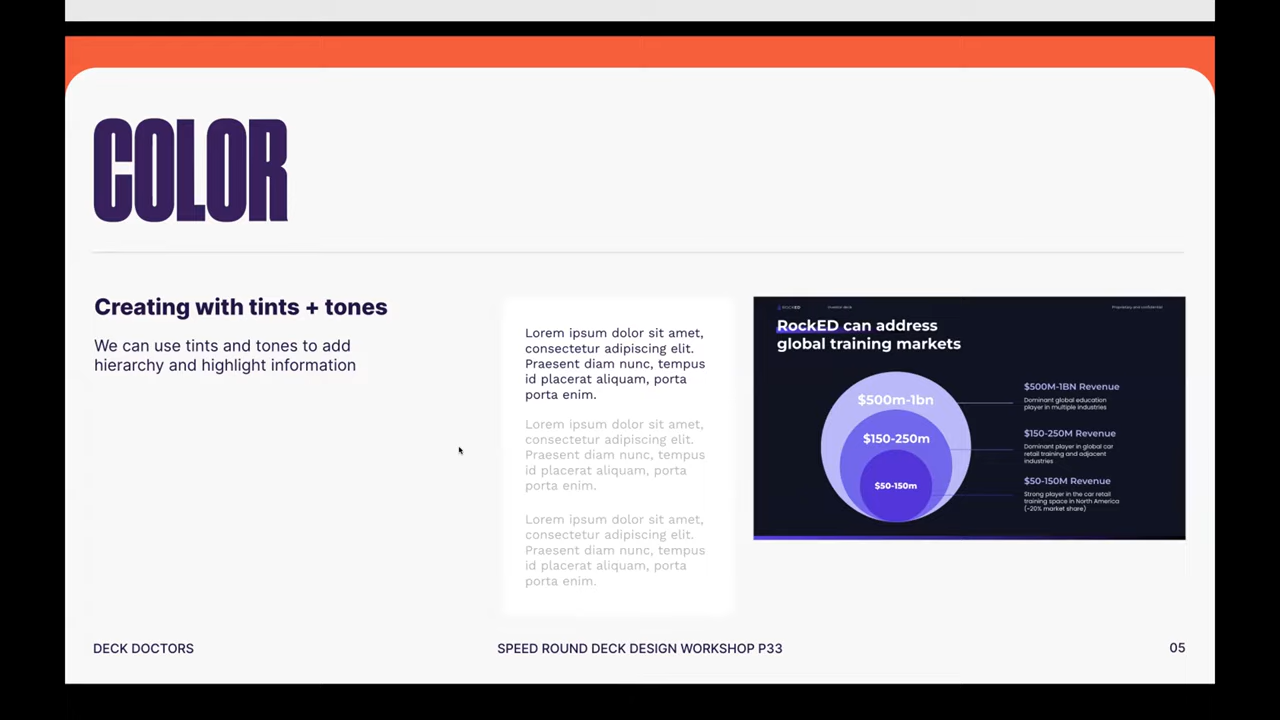 COLOR
Creating with tints + tones
We can use tints and tones to add
hierarchy and highlight information
Lorem ipsum dolor sit amet,
consectetur adipiscing elit.
Praesent diam nunc, tempus
id placerat aliquam, porta
porta enim.
Lorem ipsum dolor sit amet,
consectetur adipiscing elit.
Praesent diam nunc, tempus
id placerat aliquam, porta
porta enim.
Lorem ipsum dolor sit amet,
consectetur adipiscing elit.
Praesent diam nunc, tempus
id placerat aliquam, porta
porta enim.
ROCKED
Investor deck
Proprietary and confidential
RockED can address
global training markets
$500m-1bn
$150-250m
$50-150m
$500M-1BN Revenue
Dominant global education
player in multiple industries
$150-250M Revenue
Dominant player in global car
retail training and adjacent
industries
$50-150M Revenue
Strong player in the car retail
training space in North America
(~20% market share)
DECK DOCTORS
SPEED ROUND DECK DESIGN WORKSHOP P33
05